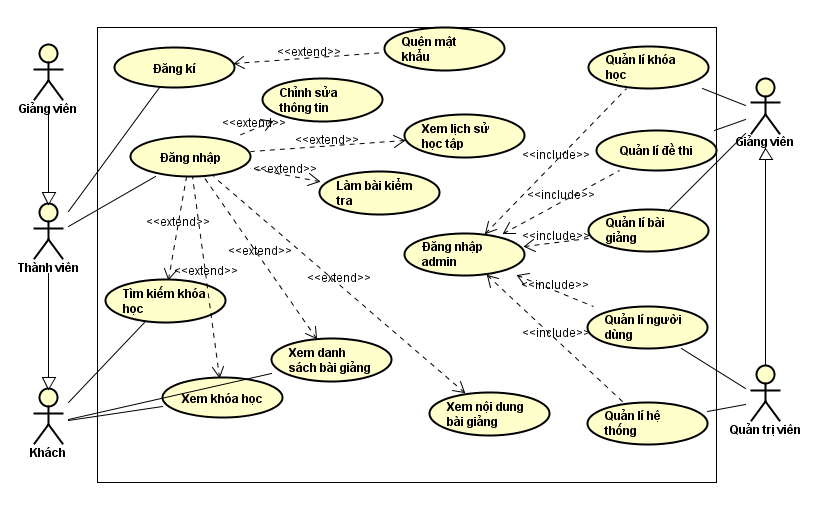 <<extend>>
Quên mật
khẩu
Đăng kí
Quản lí khóa
học
Giảng viên
Chỉnh sửa
thông tin
<<extend>>
Xem lịch sử
học tập
<<extend>>
Giảng viên
Đăng nhập
Quản lí đề thi
<<include>>
<<extend>>
Làm bài kiểm
tra
<<include>>
<<extend>>
Quản lí bài
giảng
<<include>>
Đăng nhập
admin
<<extend>>
Thành viên
<<extend>>
<<extend>>
<<include>>
Tìm kiếm khóa
học
Quản lí người
dùng
<<include>>
Xem danh
sách bài giảng
Xem khóa học
Xem nội dung
bài giảng
Quản lí hệ
thống
Quản trị viên
Khách